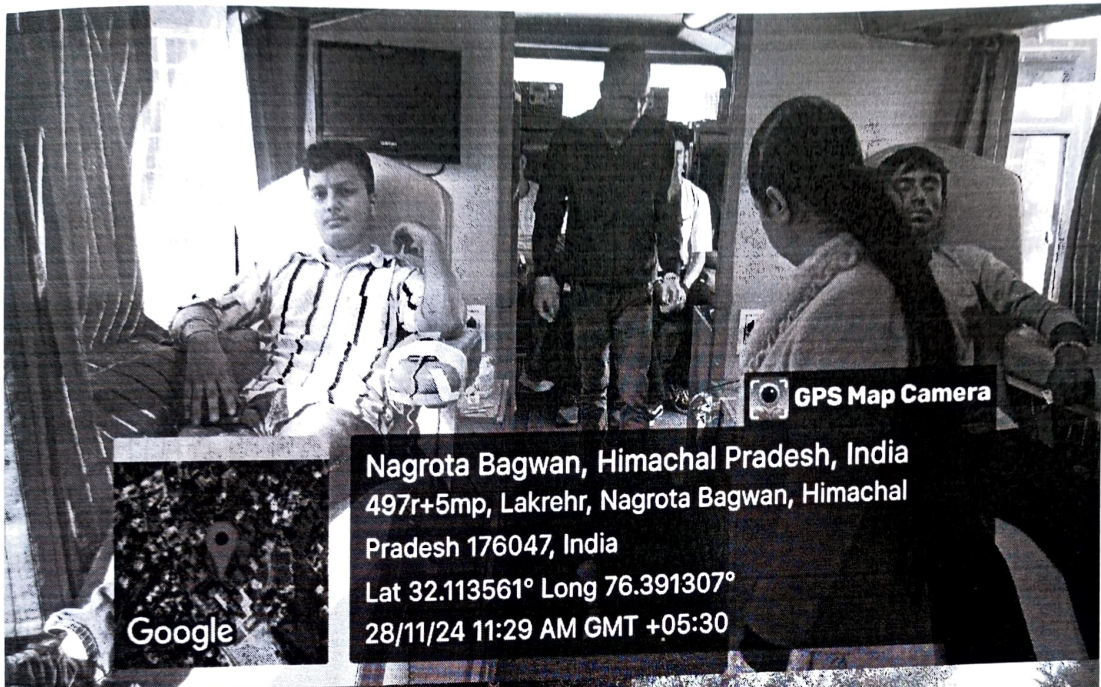 GPS Map Camera
Nagrota Bagwan, Himachal Pradesh, India
497r+5mp, Lakrehr, Nagrota Bagwan, Himachal
Pradesh 176047, India
Lat 32.113561° Long 76.391307°
28/11/24 11:29 AM GMT +05:30
Google